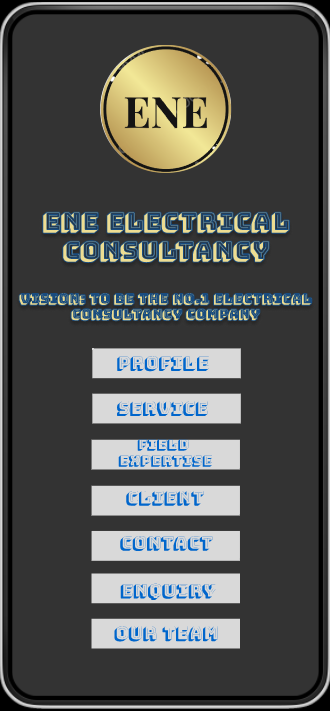 ENE
ENE ELECTRICAL
CONSULTANCY
VISION: TO BE THE NO.1 ELECTRICAL
CONSULTANCY COMPANY
PROFILE
SERVICE
FIELD
EXPERTISE
CLIENT
CONTACT
ENQUIRY
OUR TEAM